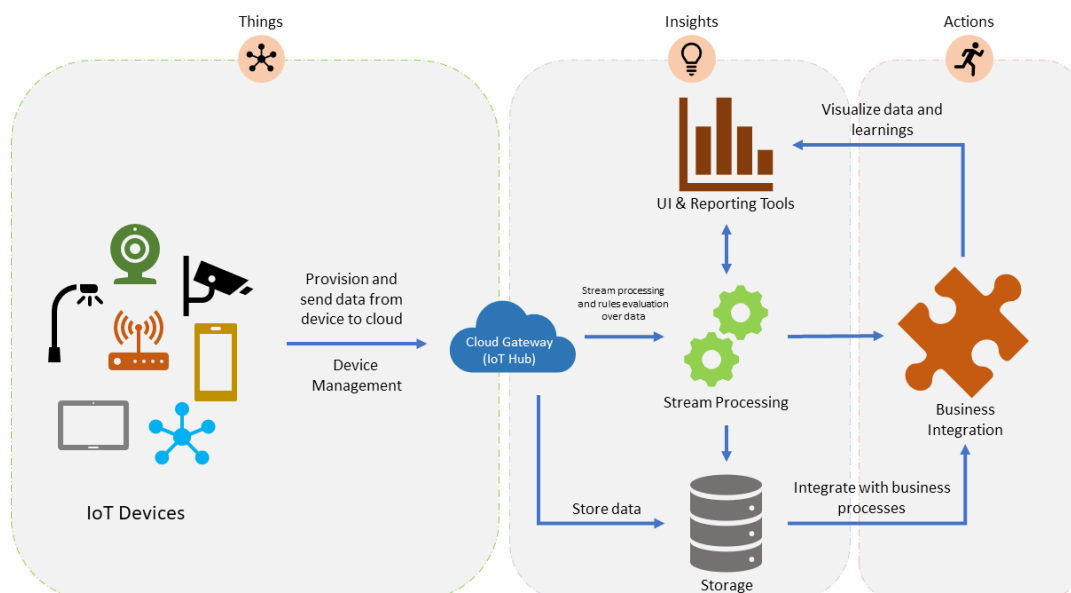 Things
Insights
Actions
Visualize data and
learnings
UI & Reporting Tools
Provision and
send data from
device to cloud
Device
Management
Cloud Gateway
(IoT Hub)
Stream processing
and rules evaluation
over data
Stream Processing
Business
Integration
IoT Devices
Store data
Integrate with business
processes
Storage